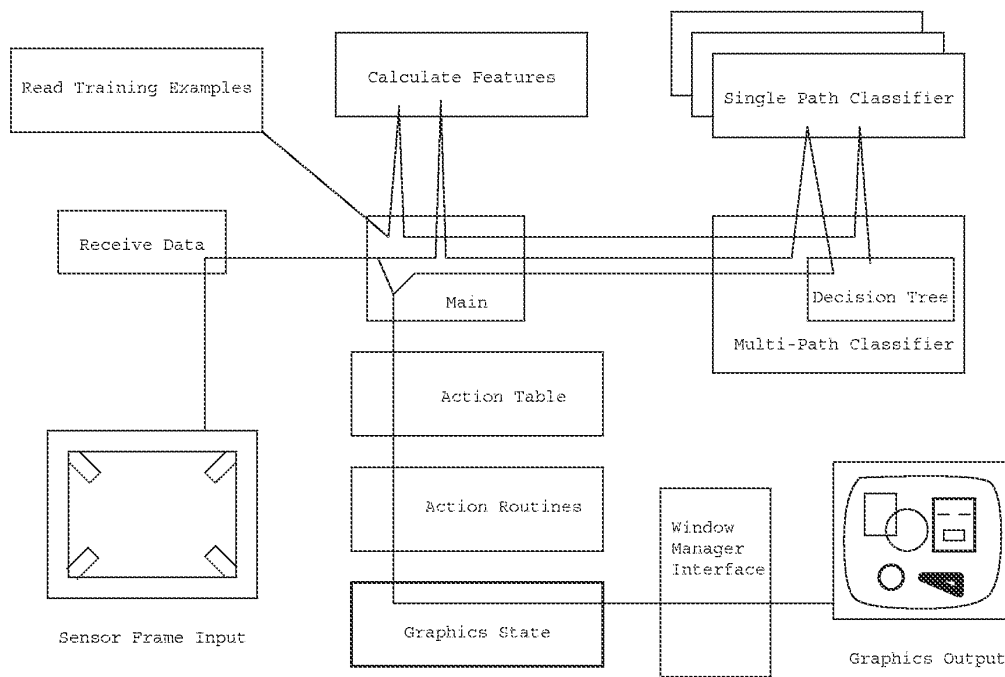 Read Training Examples
Calculate Features
Single Path Classifier
Receive Data
Main
Decision Tree
Multi-Path Classifier
Action Table
Action Routines
Window
Manager
Interface
Graphics State
Sensor Frame Input
Graphics Output